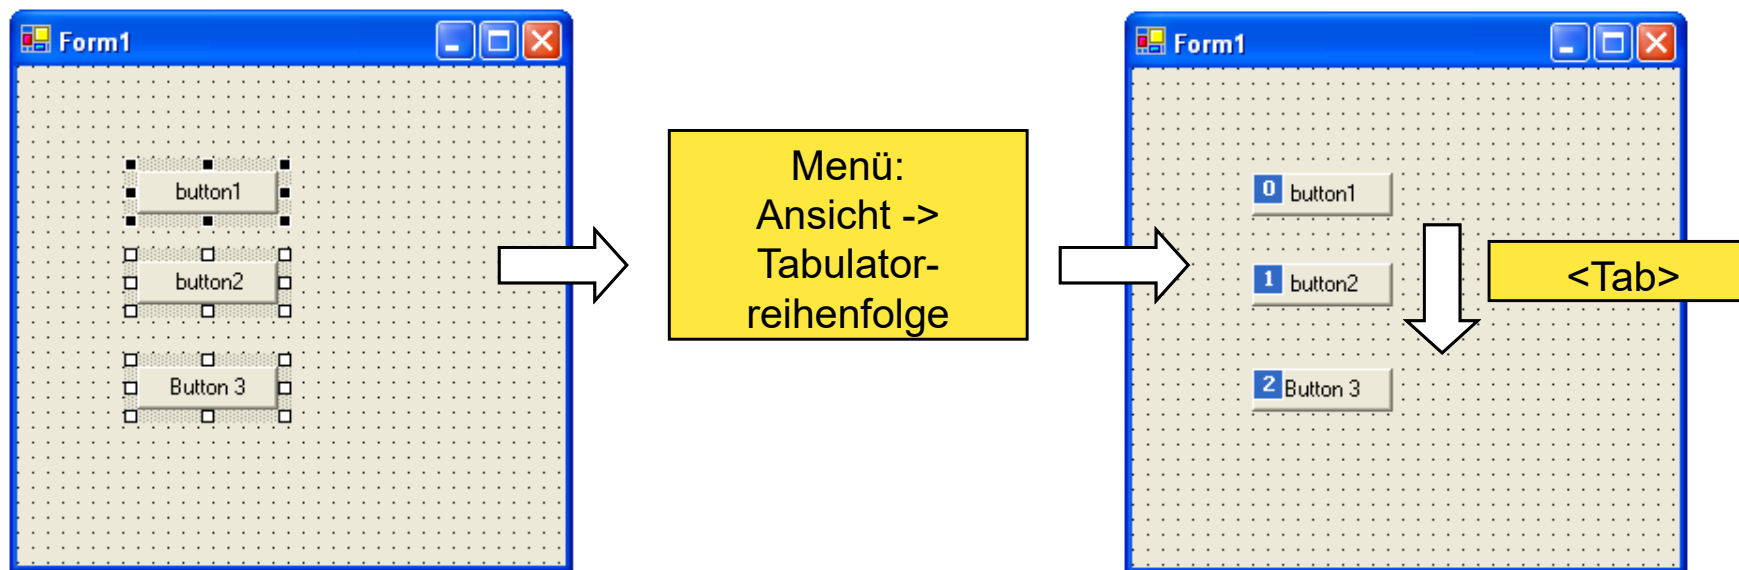 Form1
button1
button2
Button 3
Menü:
Ansicht ->
Tabulator-
reihenfolge
Form1
0 button1
1 button2
2 Button 3
<Tab>